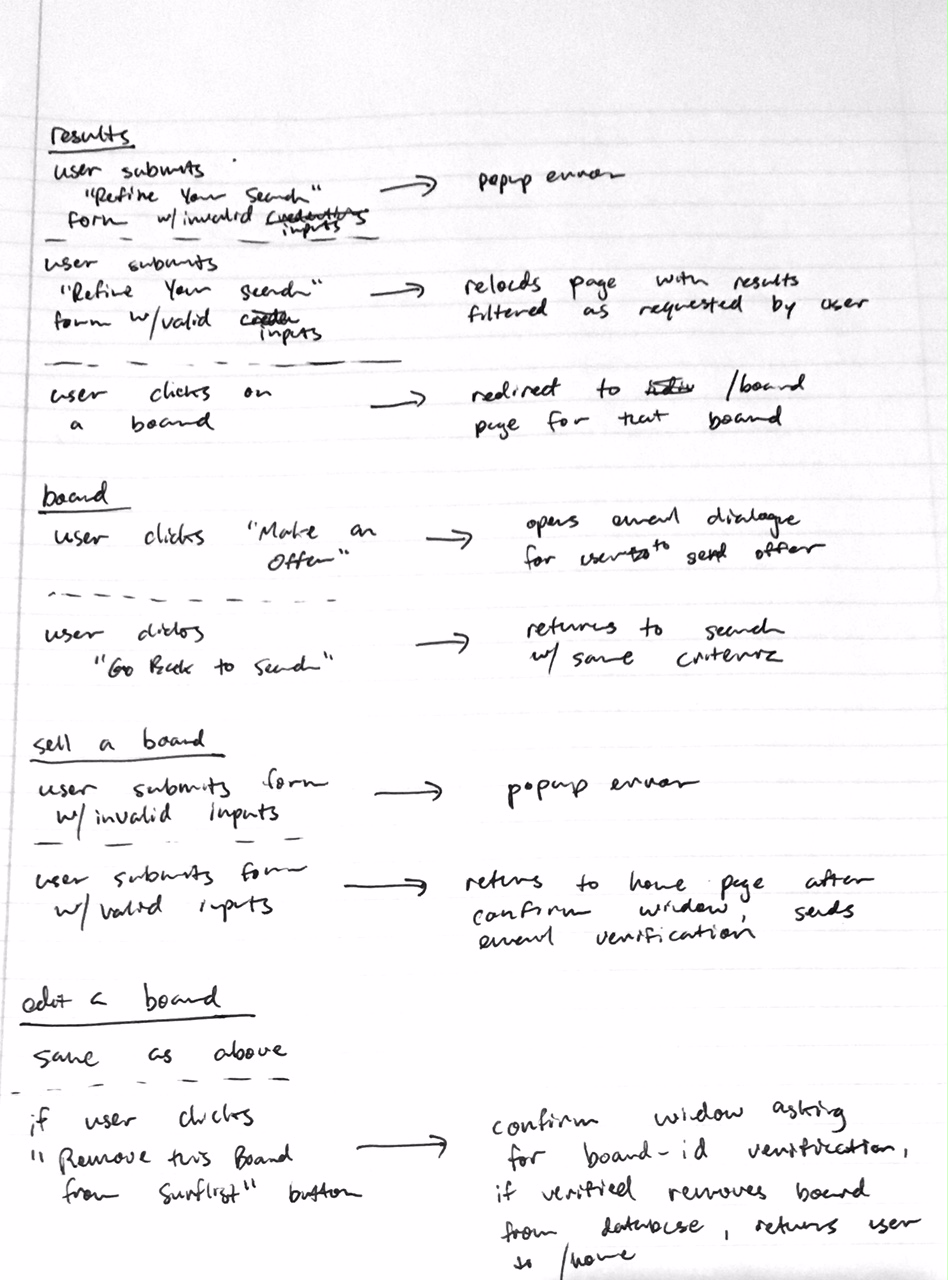 results
user submits
"Refine Your Search" → popup error
form w/invalid inputs
user submits
"Refine Your search" → reloads page with results
form w/valid inputs filtered as requested by user
user clicks on → redirect to /board
a board page for that board
board
user clicks "Make an → opens email dialogue
Offer" for user to send offer
user clicks → returns to search
"Go Back to Search" w/ same criteria
sell a board
user submits form → popup error
w/invalid inputs
user submits form → returns to home page after
w/valid inputs confirm window, sends
email verification
edit a board
same as above
if user clicks → confirm window asking
"Remove this Board for board-id verification,
from Surflist" button if verified removes board
from database, returns user
to /home